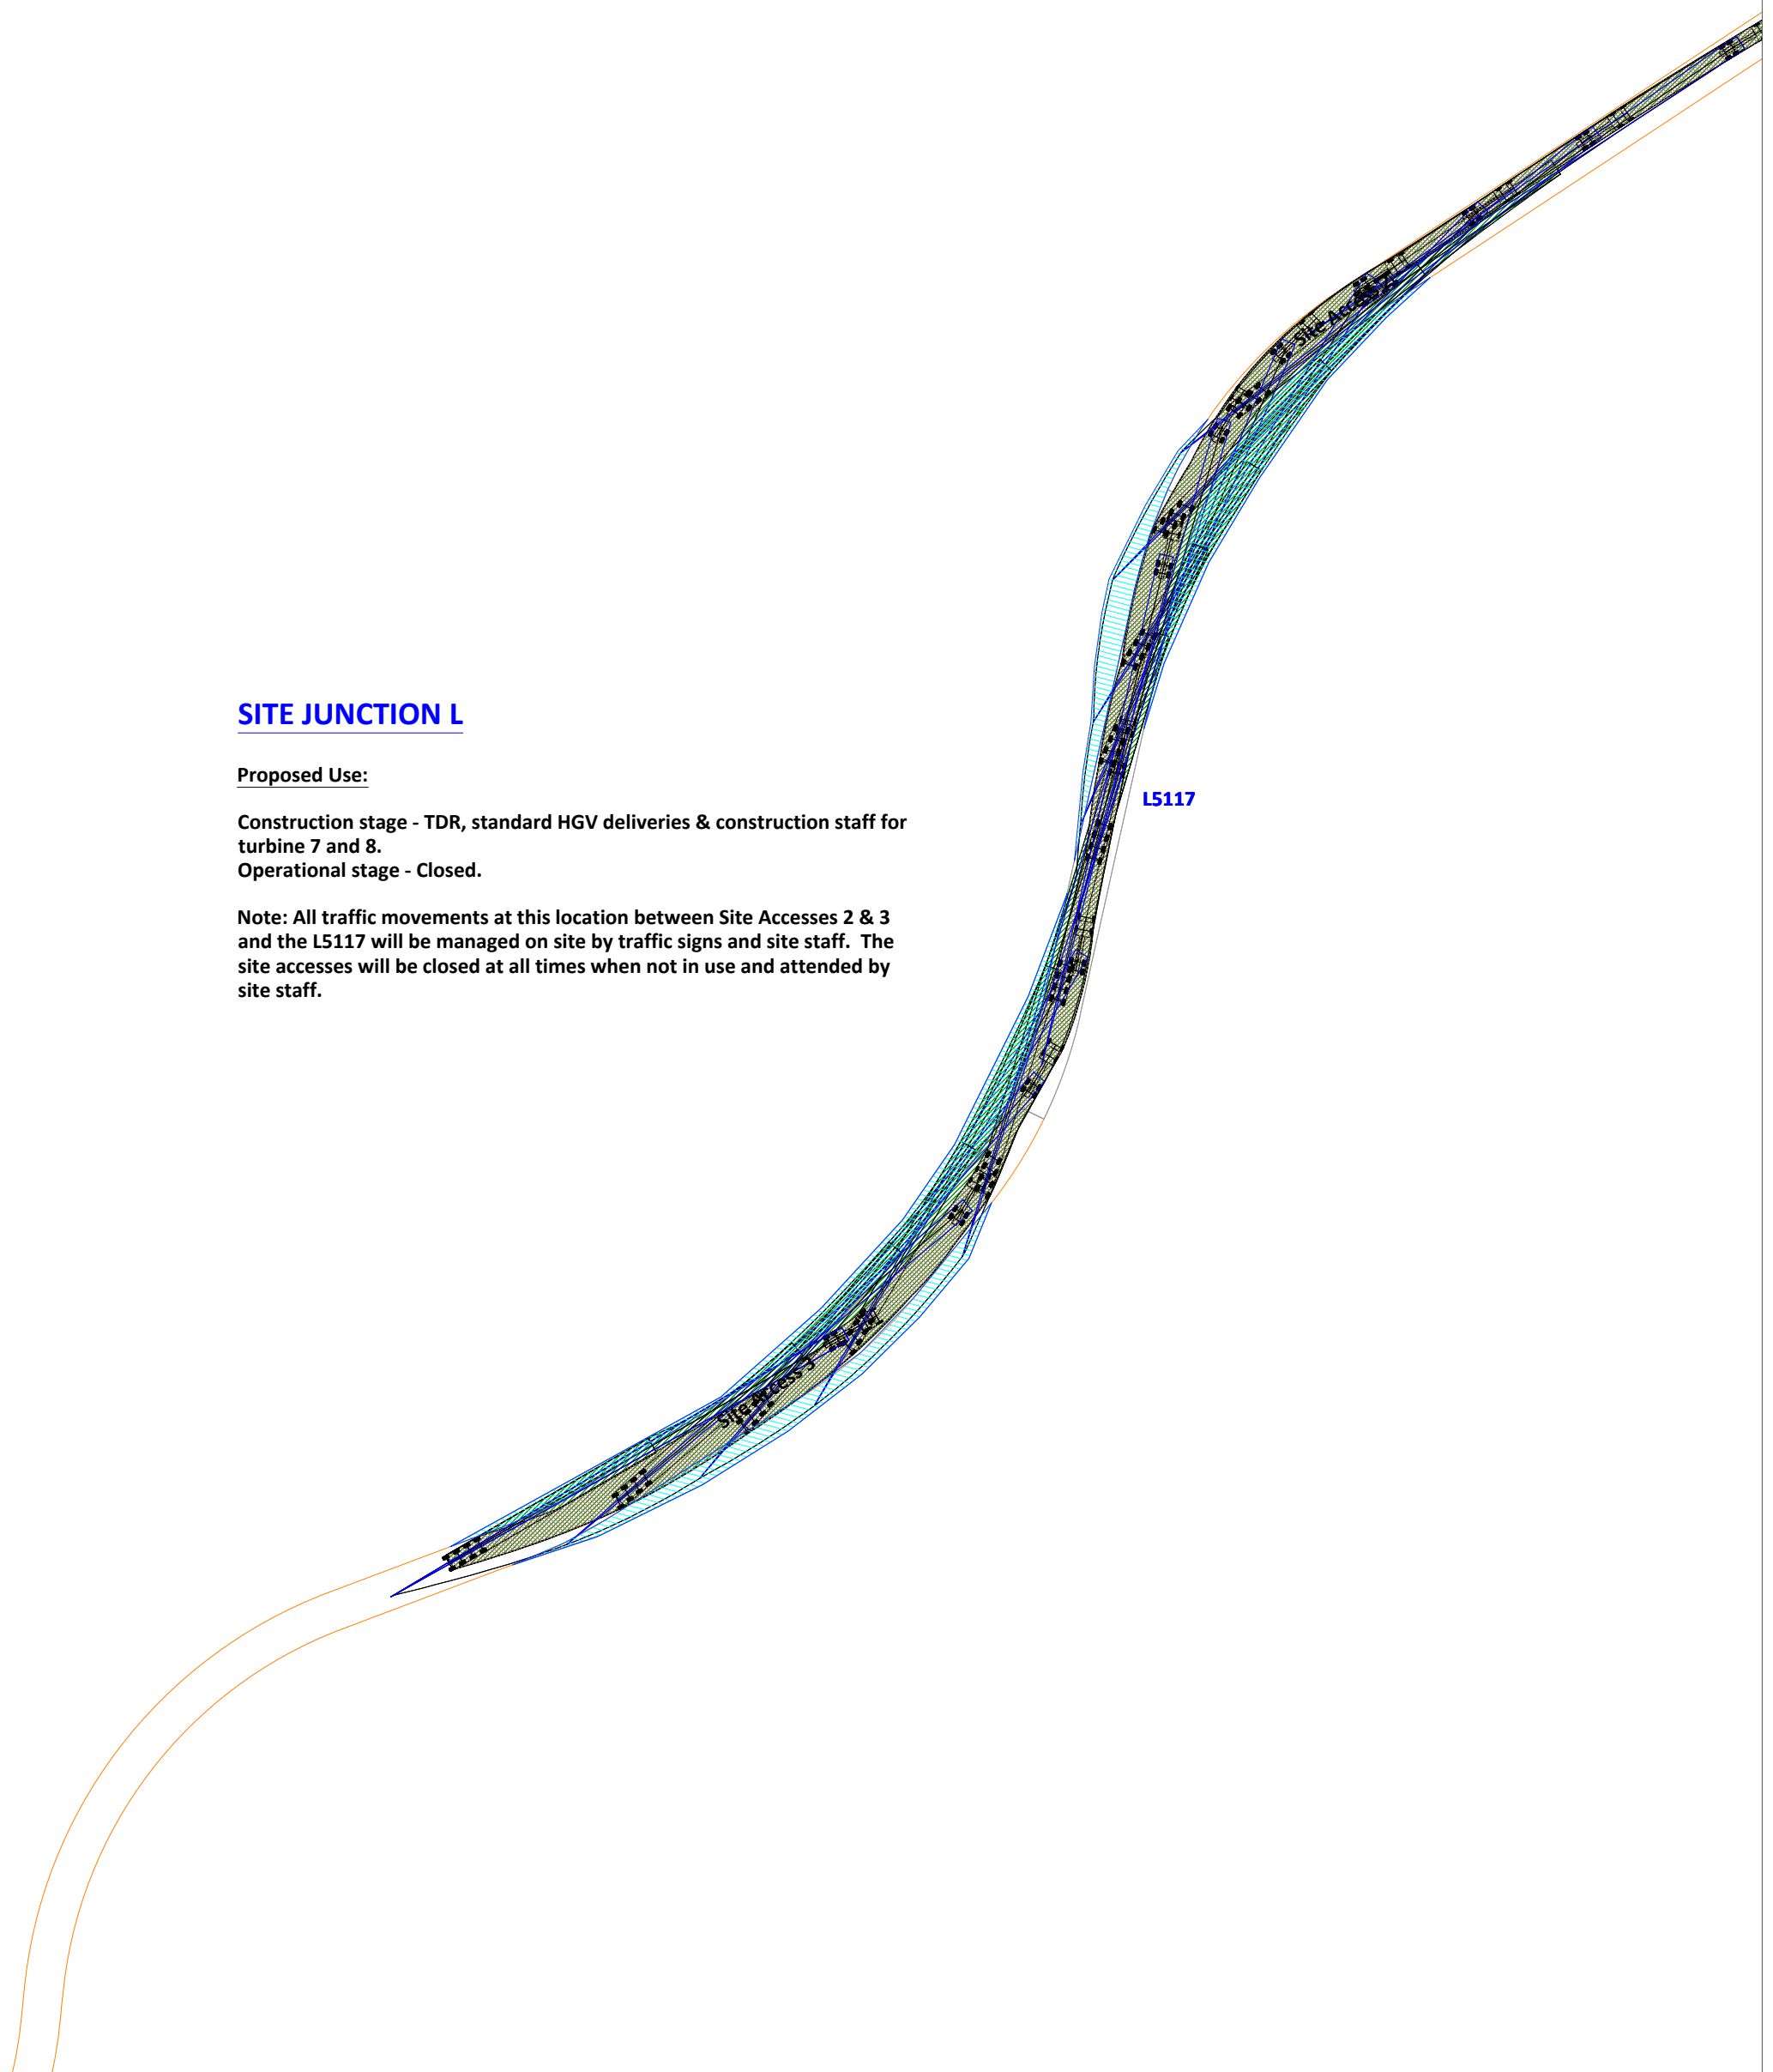 Site Access 2
SITE JUNCTION L
Proposed Use:
L5117
Construction stage - TDR, standard HGV deliveries & construction staff for
turbine 7 and 8.
Operational stage - Closed.
Note: All traffic movements at this location between Site Accesses 2 & 3
and the L5117 will be managed on site by traffic signs and site staff.  The
site accesses will be closed at all times when not in use and attended by
site staff.
Site Access 3